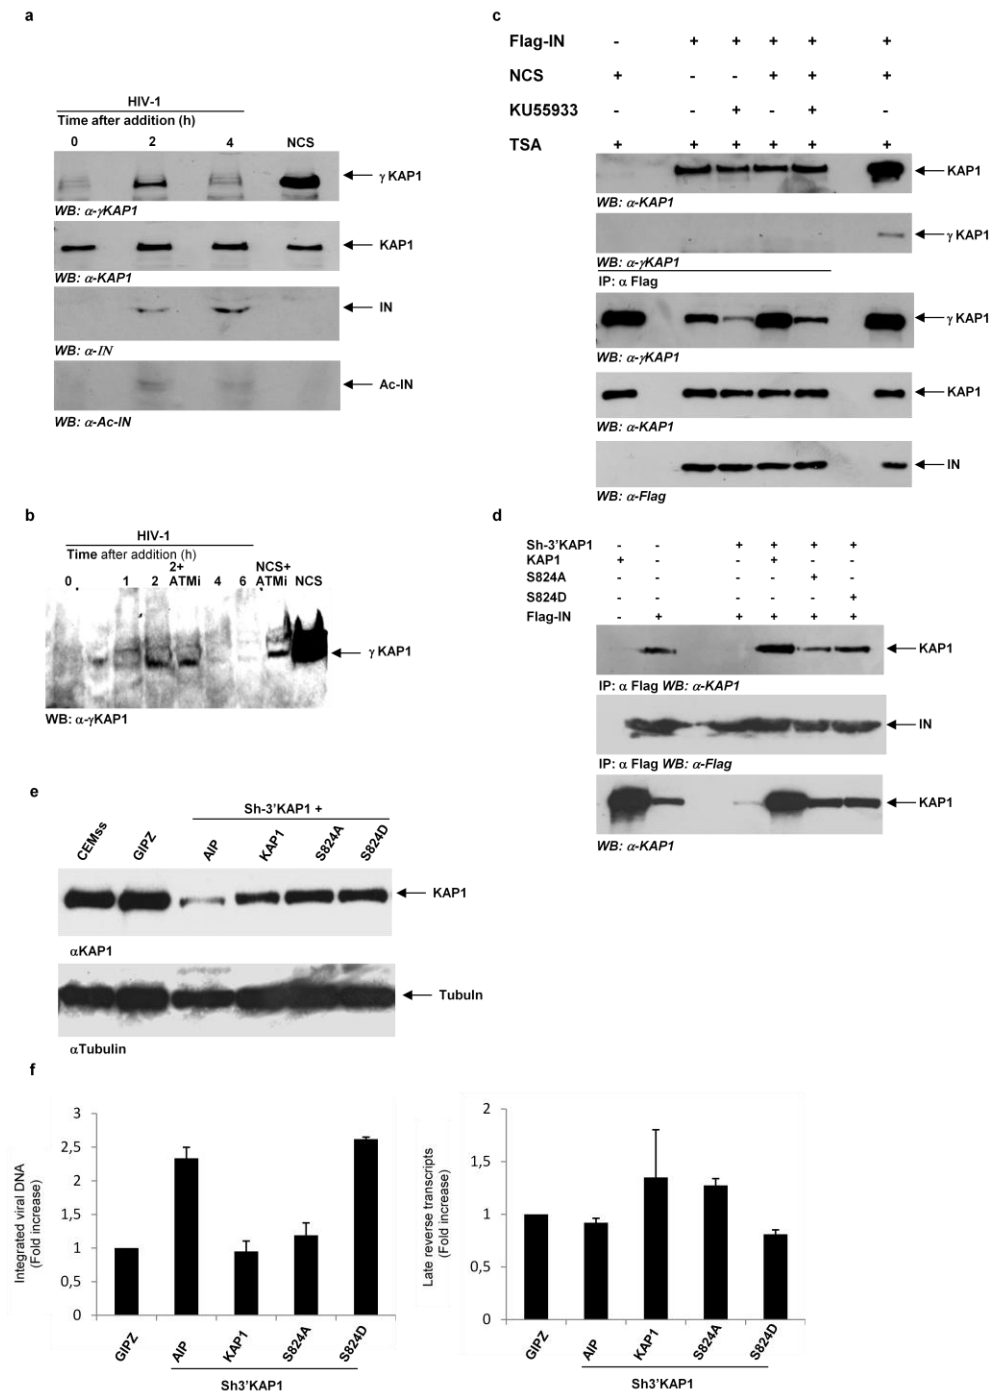 a
HIV-1
Time after addition (h)
0 2 4 NCS
γ KAP1
WB: α-γKAP1
KAP1
WB: α-KAP1
IN
WB: α-IN
Ac-IN
WB: α-Ac-IN
b
HIV-1
Time after addition (h)
2+ NCS+
0 1 2 ATMi 4 6 ATMi NCS
γ KAP1
WB: α-γKAP1
c
Flag-IN - + + + + +
NCS + - - + + +
KU55933 - - + - + -
TSA + + + + + +
KAP1
WB: α-KAP1
γ KAP1
WB: α-γKAP1
IP: α Flag
γ KAP1
WB: α-γKAP1
KAP1
WB: α-KAP1
IN
WB: α-Flag
d
Sh-3'KAP1 - - + + + +
KAP1 + - - + - -
S824A - - - - + -
S824D - - - - - +
Flag-IN - + + + + +
KAP1
IP: α Flag WB: α-KAP1
IN
IP: α Flag WB: α-Flag
KAP1
WB: α-KAP1
e
Sh-3'KAP1 +
CEMss GIPZ AIP KAP1 S824A S824D
KAP1
αKAP1
Tubuln
αTubulin
f
Integrated viral DNA
(Fold increase)
3
2,5
2
1,5
1
0,5
0
GIPZ AIP KAP1 S824A S824D
Sh3'KAP1
Late reverse transcripts
(Fold increase)
2
1,5
1
0,5
0
GIPZ AIP KAP1 S824A S824D
Sh3'KAP1